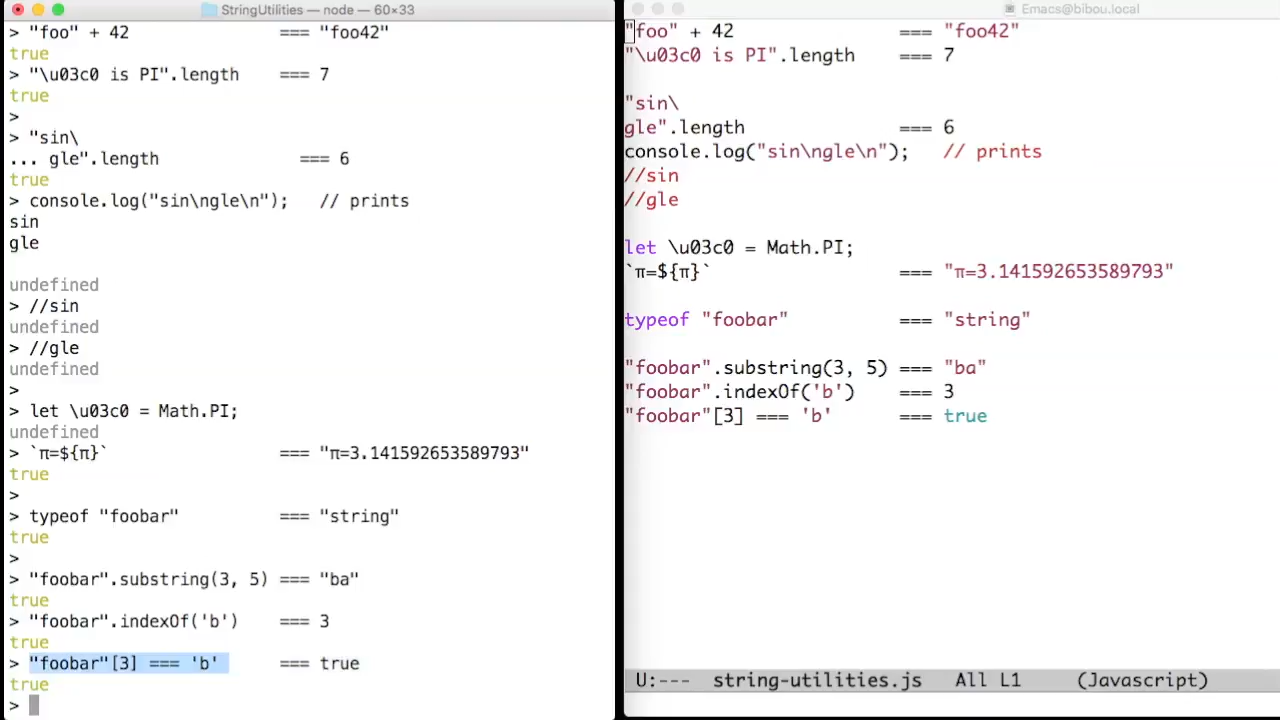 StringUtilities — node — 60×33
> "foo" + 42 === "foo42"
true
> "\u03c0 is PI".length === 7
true
>
> "sin\
... gle".length === 6
true
> console.log("sin\ngle\n"); // prints
sin
gle
undefined
> //sin
undefined
> //gle
undefined
>
> let \u03c0 = Math.PI;
undefined
> `π=${π}` === "π=3.141592653589793"
true
>
> typeof "foobar" === "string"
true
>
> "foobar".substring(3, 5) === "ba"
true
> "foobar".indexOf('b') === 3
true
> "foobar"[3] === 'b' === true
true
>
Emacs@bibou.local
"foo" + 42 === "foo42"
"\u03c0 is PI".length === 7
"sin\
gle".length === 6
console.log("sin\ngle\n"); // prints
//sin
//gle
let \u03c0 = Math.PI;
`π=${π}` === "π=3.141592653589793"
typeof "foobar" === "string"
"foobar".substring(3, 5) === "ba"
"foobar".indexOf('b') === 3
"foobar"[3] === 'b' === true
U:--- string-utilities.js All L1 (Javascript)